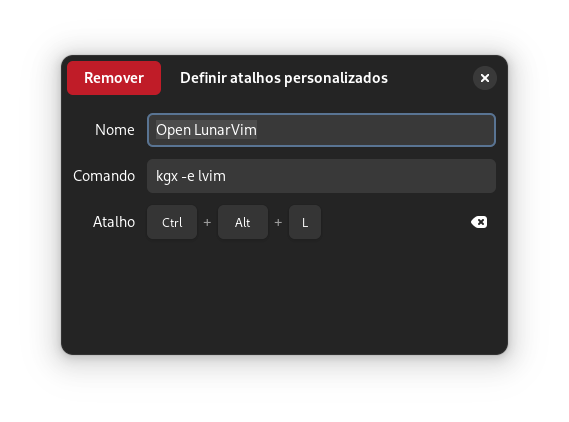 Remover Definir atalhos personalizados
Nome Open LunarVim
Comando kgx -e lvim
Atalho Ctrl + Alt + L